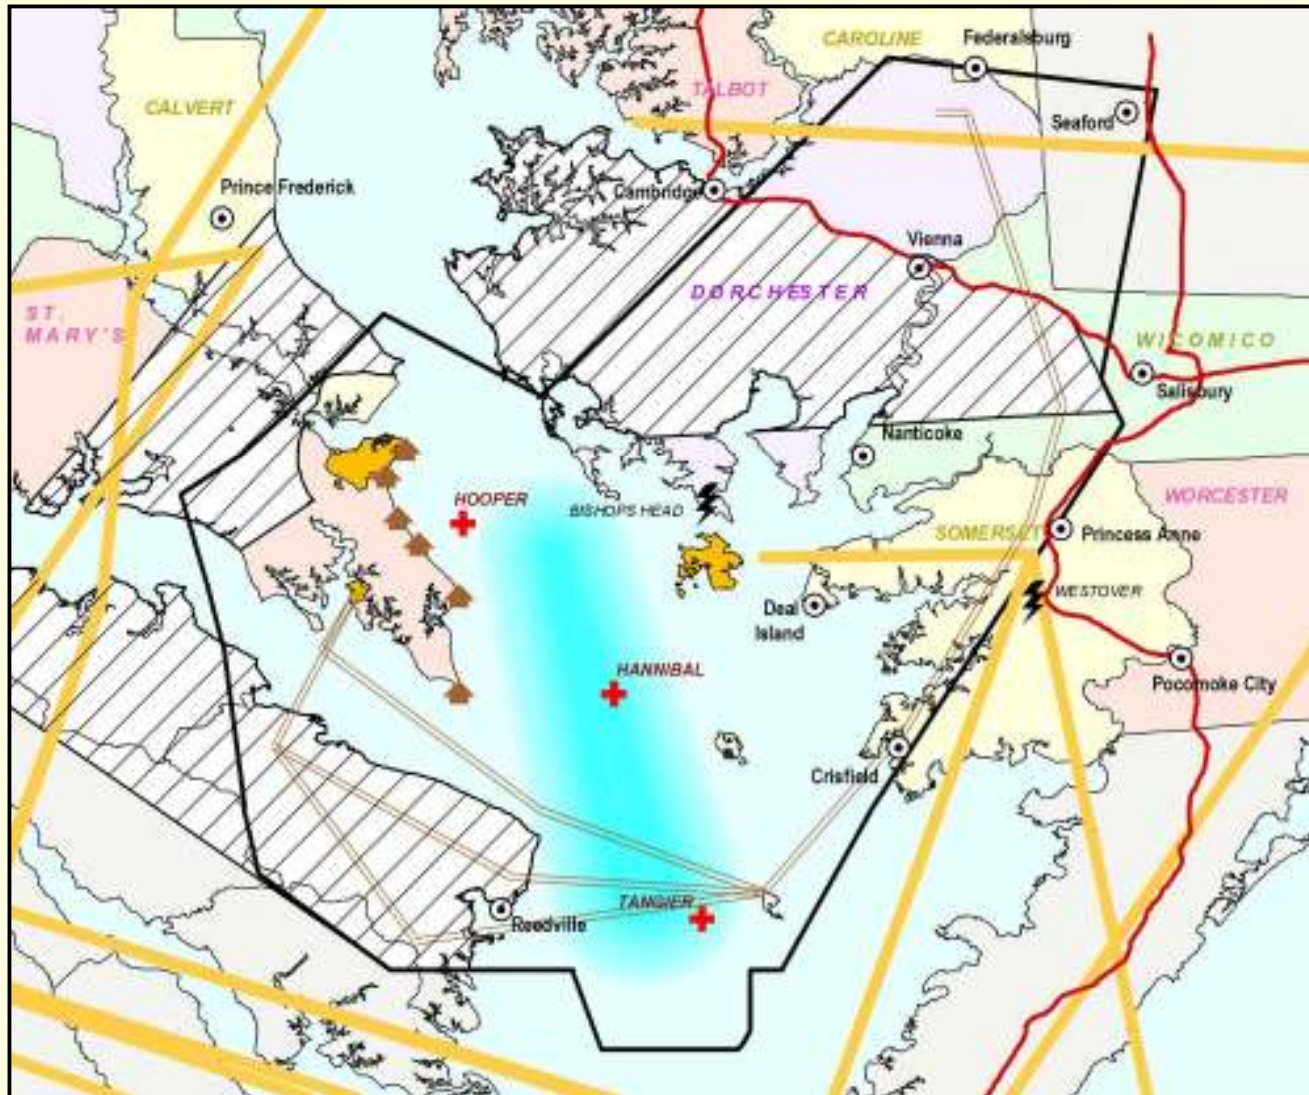 CAROLINE
Federalsburg
TALBOT
CALVERT
Seaford
Prince Frederick
Cambridge
Vienna
DORCHESTER
ST.
MARY'S
WICOMICO
Salisbury
Nanticoke
HOOPER
BISHOPS HEAD
WORCESTER
SOMERSET
Princess Anne
WESTOVER
Deal
Island
HANNIBAL
Pocomoke City
Crisfield
TANGIER
Reedville